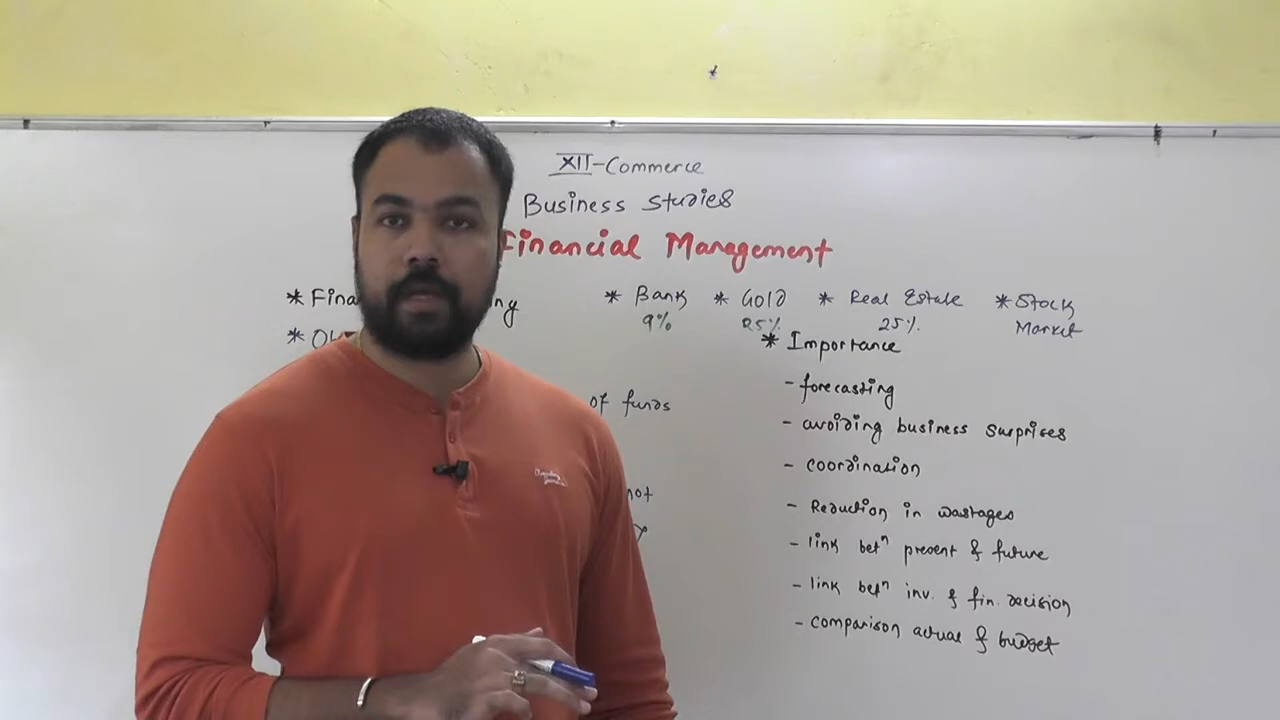 XII-Commerce
Business Studies
Financial Management
* Bank * Gold * Real Estate * Stock Market
9% 25% 25%
* Importance
- forecasting
of funds
- avoiding business surprises
- coordination
not
- Reduction in wastages
- link betⁿ present & future
- link betⁿ inv. & fin. decision
- comparison actual & budget